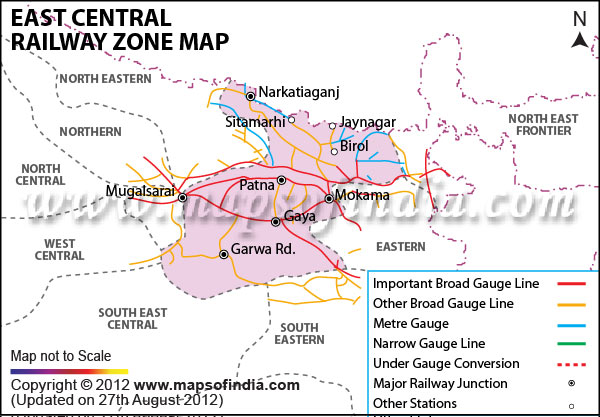 EAST CENTRAL
RAILWAY ZONE MAP
N
NORTH EASTERN
Narkatiaganj
NORTHERN
Sitamarhi
Jaynagar
Birol
NORTH EAST
FRONTIER
NORTH
CENTRAL
Mugalsarai
Patna
Mokama
www.mapsofindia.com
Gaya
WEST
CENTRAL
Garwa Rd.
EASTERN
SOUTH EAST
CENTRAL
SOUTH
EASTERN
Important Broad Gauge Line
Other Broad Gauge Line
Metre Gauge
Narrow Gauge Line
Under Gauge Conversion
Major Railway Junction
Other Stations
Map not to Scale
Copyright © 2012 www.mapsofindia.com
(Updated on 27th August 2012)